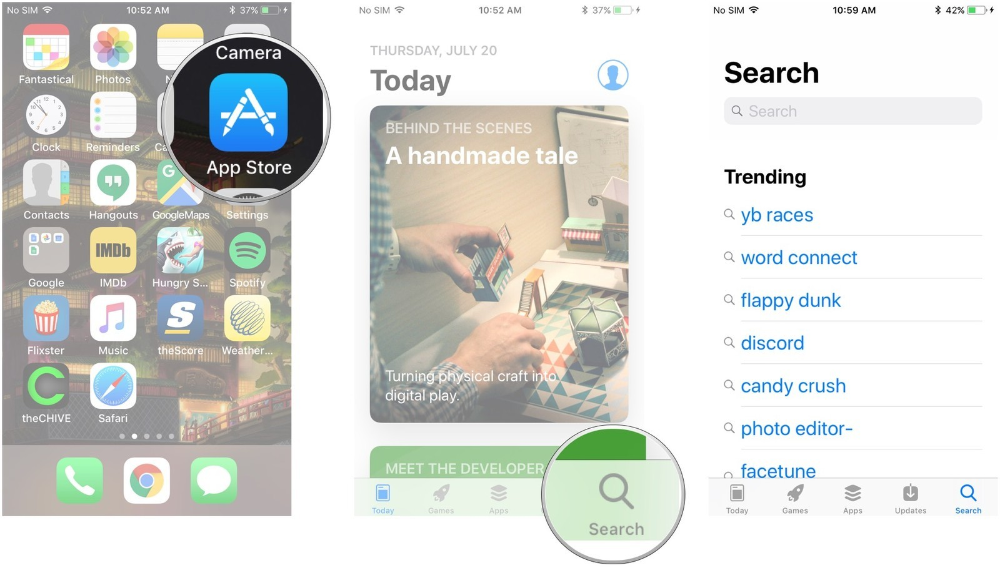 No SIM 10:52 AM 37%
Fantastical Photos N
Camera
App Store
Clock Reminders Ca
Contacts Hangouts GoogleMaps Settings
Google IMDb Hungry S... Spotify
IMDb
Flixster Music theScore Weather...
theCHIVE Safari
No SIM 10:52 AM 37%
THURSDAY, JULY 20
Today
BEHIND THE SCENES
A handmade tale
Turning physical craft into
digital play.
MEET THE DEVELOPER
Today Games Apps
Search
No SIM 10:59 AM 42%
Search
Search
Trending
yb races
word connect
flappy dunk
discord
candy crush
photo editor-
facetune
Today Games Apps Updates Search